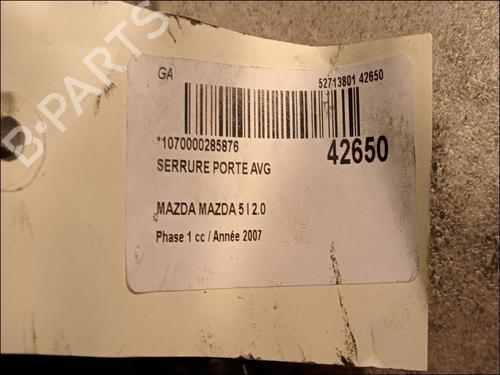 GA
52713801 42650
*1070000285876
42650
SERRURE PORTE AVG
MAZDA MAZDA 5 I 2.0
Phase 1 cc / Année 2007
B-PARTS